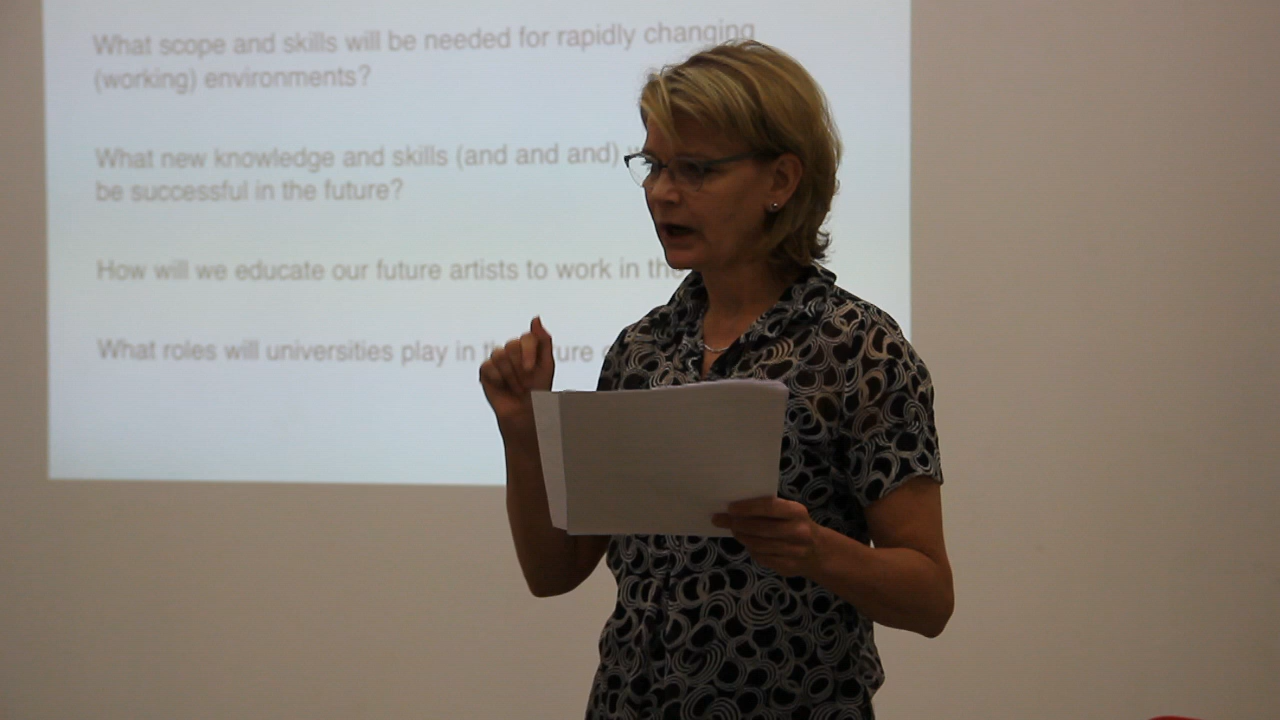 What scope and skills will be needed for rapidly changing
(working) environments?
What new knowledge and skills (and and and)
be successful in the future?
How will we educate our future artists to work in the
What roles will universities play in